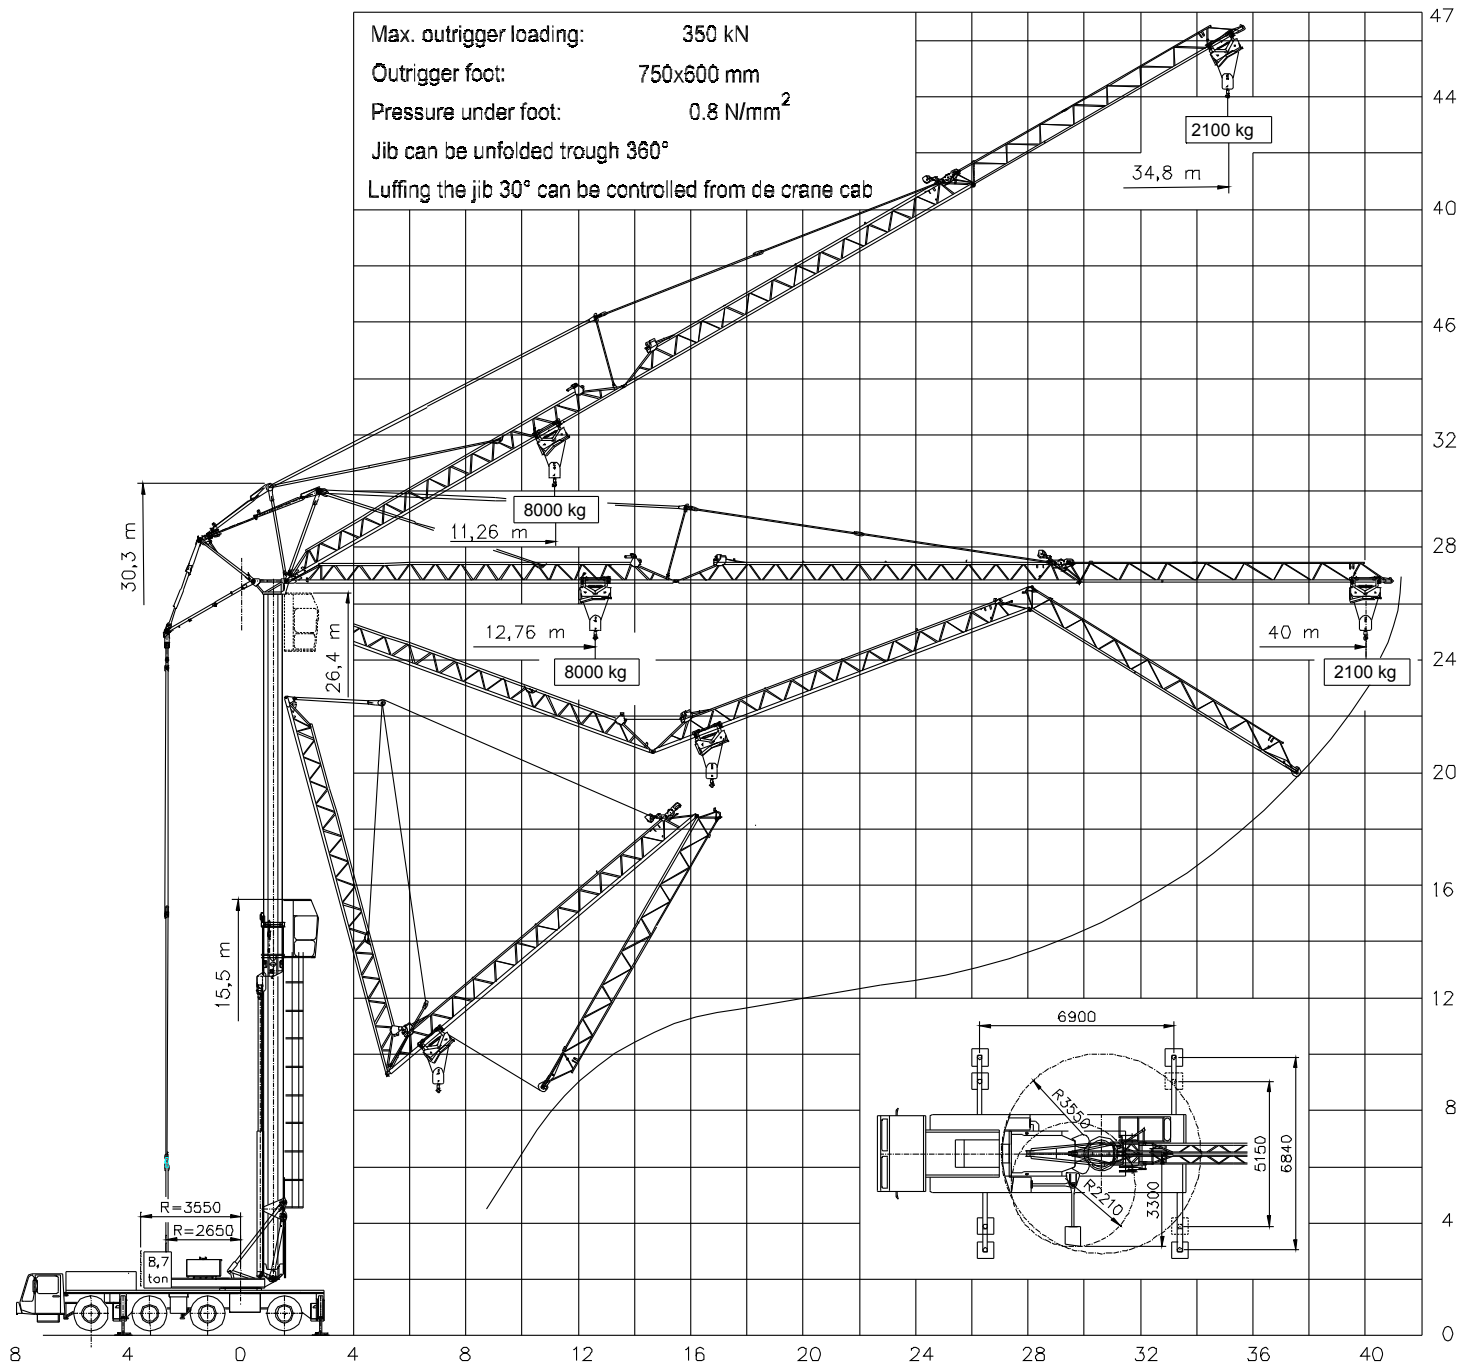 Max. outrigger loading: 350 kN
Outrigger foot: 750x600 mm
Pressure under foot: 0.8 N/mm²
Jib can be unfolded trough 360°
Luffing the jib 30° can be controlled from de crane cab
47
44
40
46
32
28
24
20
16
12
8
4
0
2100 kg
34,8 m
8000 kg
11,26 m
30,3 m
12,76 m
8000 kg
40 m
2100 kg
26,4 m
15,5 m
R=3550
R=2650
8,7
ton
6900
R3550
R2210
3300
5150
6840
8 4 0 4 8 12 16 20 24 28 32 36 40